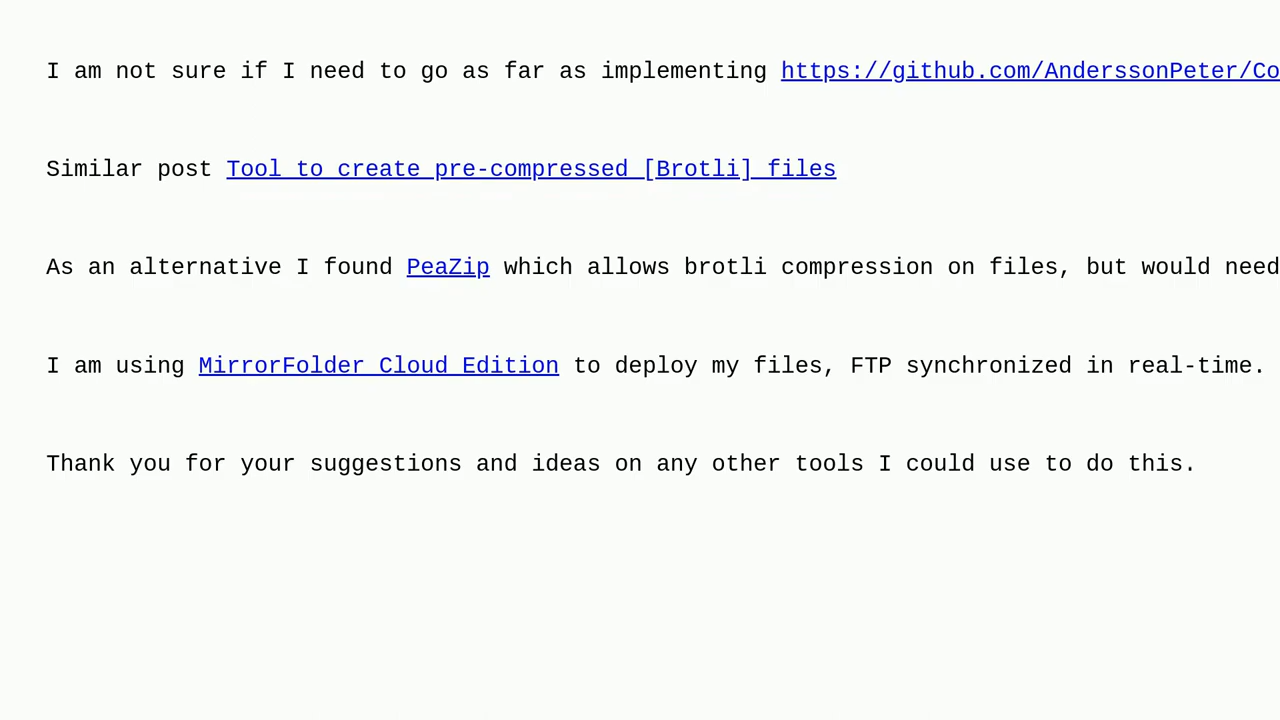 I am not sure if I need to go as far as implementing https://github.com/AnderssonPeter/Co
Similar post Tool to create pre-compressed [Brotli] files
As an alternative I found PeaZip which allows brotli compression on files, but would need
I am using MirrorFolder Cloud Edition to deploy my files, FTP synchronized in real-time.
Thank you for your suggestions and ideas on any other tools I could use to do this.